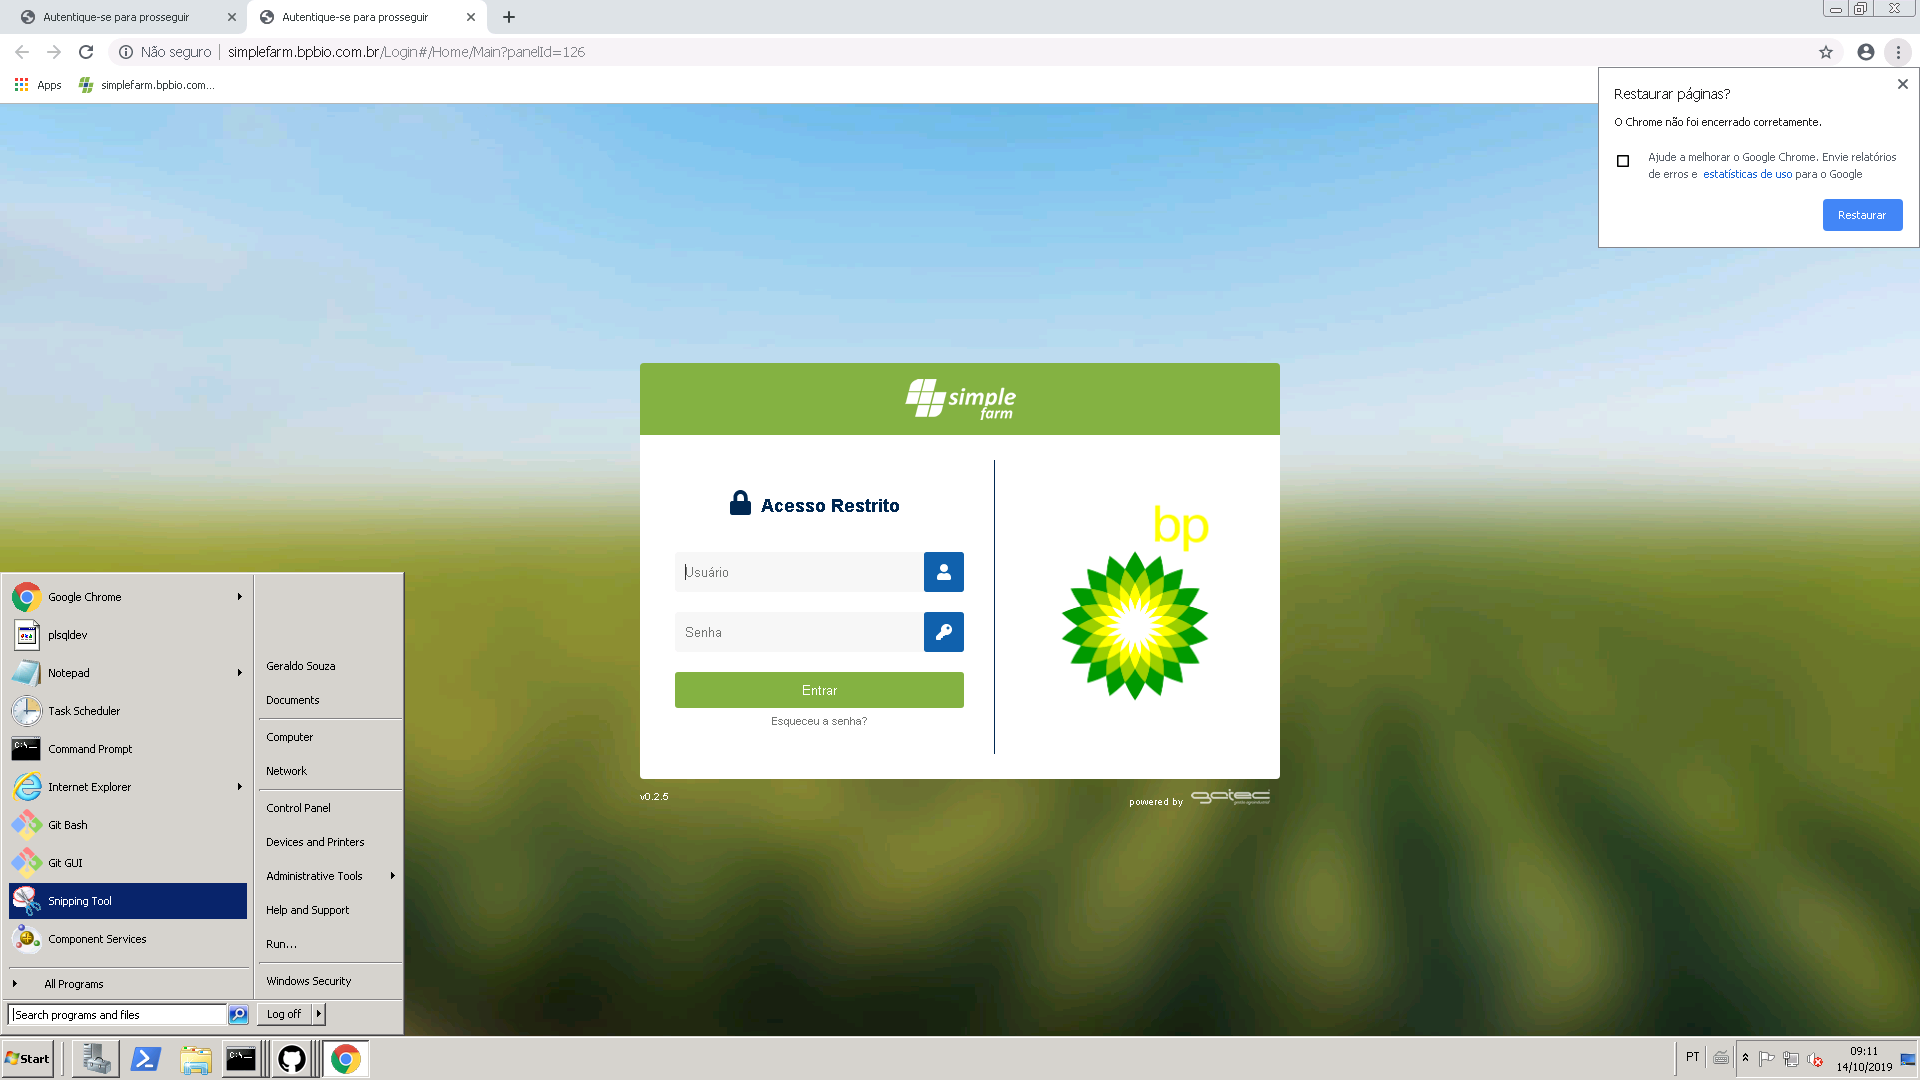 Autentique-se para prosseguir
Autentique-se para prosseguir
Não seguro
simplefarm.bpbio.com.br/Login#/Home/Main?panelId=126
Apps
simplefarm.bpbio.com...
Restaurar páginas?
O Chrome não foi encerrado corretamente.
Ajude a melhorar o Google Chrome. Envie relatórios
de erros e estatísticas de uso para o Google
Restaurar
simple
farm
Acesso Restrito
Usuário
Senha
Entrar
Esqueceu a senha?
bp
v0.2.5
powered by
gatec
Google Chrome
plsqldev
Notepad
Task Scheduler
Command Prompt
Internet Explorer
Git Bash
Git GUI
Snipping Tool
Component Services
All Programs
Search programs and files
Geraldo Souza
Documents
Computer
Network
Control Panel
Devices and Printers
Administrative Tools
Help and Support
Run...
Windows Security
Log off
Start
PT
09:11
14/10/2019